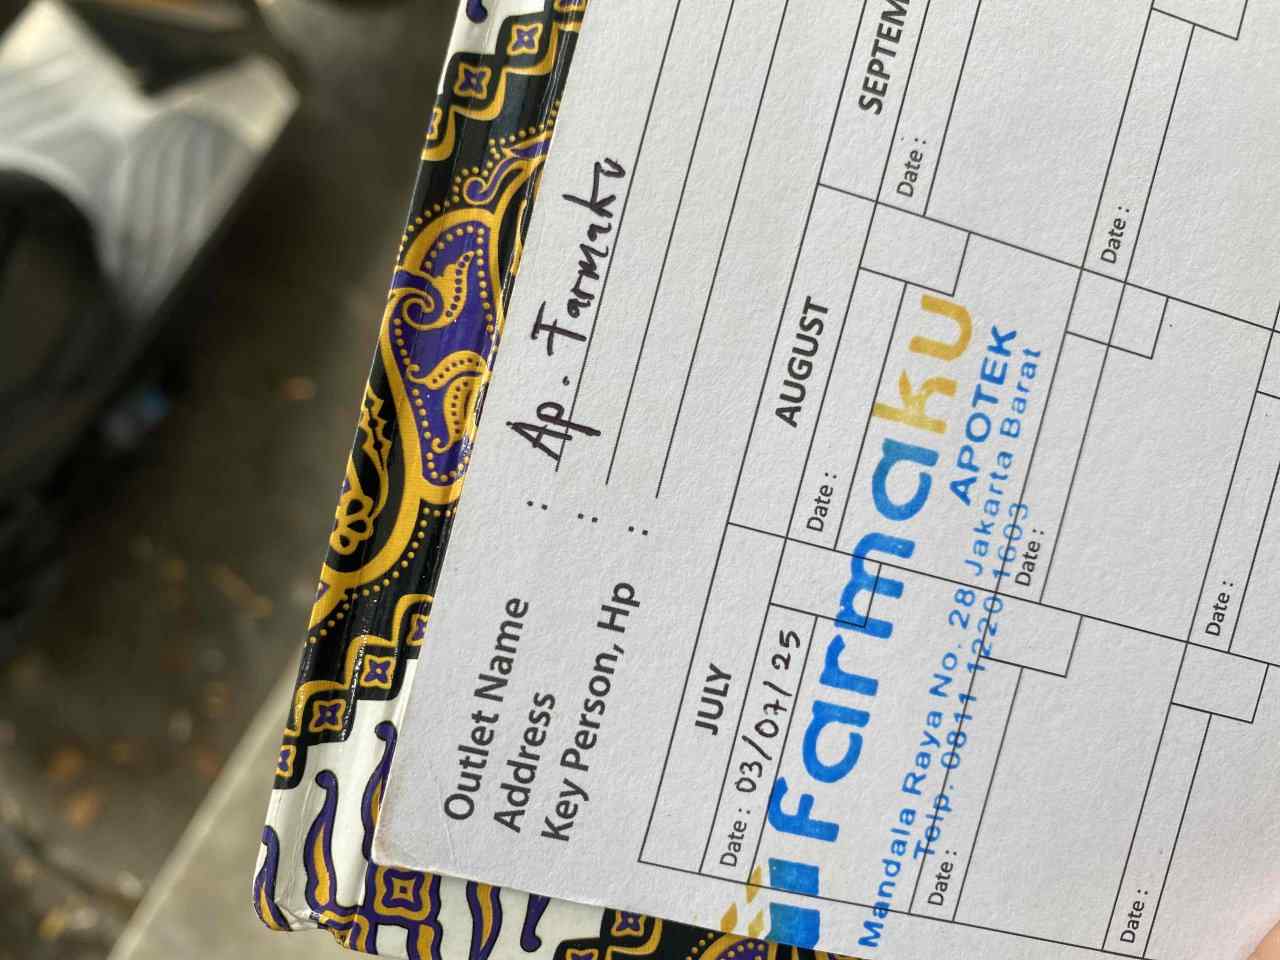 Outlet Name : Ap. Farmaku
Address :
Key Person, Hp :
JULY AUGUST SEPTEM
Date : 03/07/25 Date : Date :
Farmaku
APOTEK
Mandala Raya No. 28 Jakarta Barat
Telp. 0811 1220 1603
Date : Date : Date :
Date : Date :